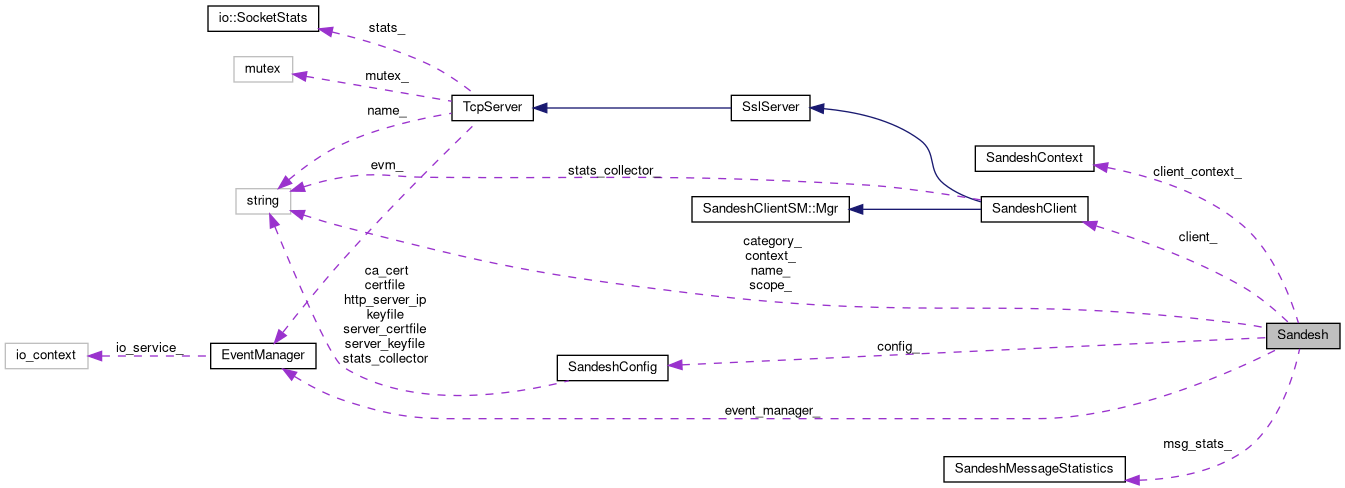 io::SocketStats
stats_
mutex
mutex_
TcpServer
SslServer
name_
SandeshContext
evm_
stats_collector_
client_context_
string
SandeshClientSM::Mgr
SandeshClient
category_
context_
name_
scope_
client_
ca_cert
certfile
http_server_ip
keyfile
server_certfile
server_keyfile
stats_collector
Sandesh
io_context
io_service_
EventManager
config_
SandeshConfig
event_manager_
msg_stats_
SandeshMessageStatistics